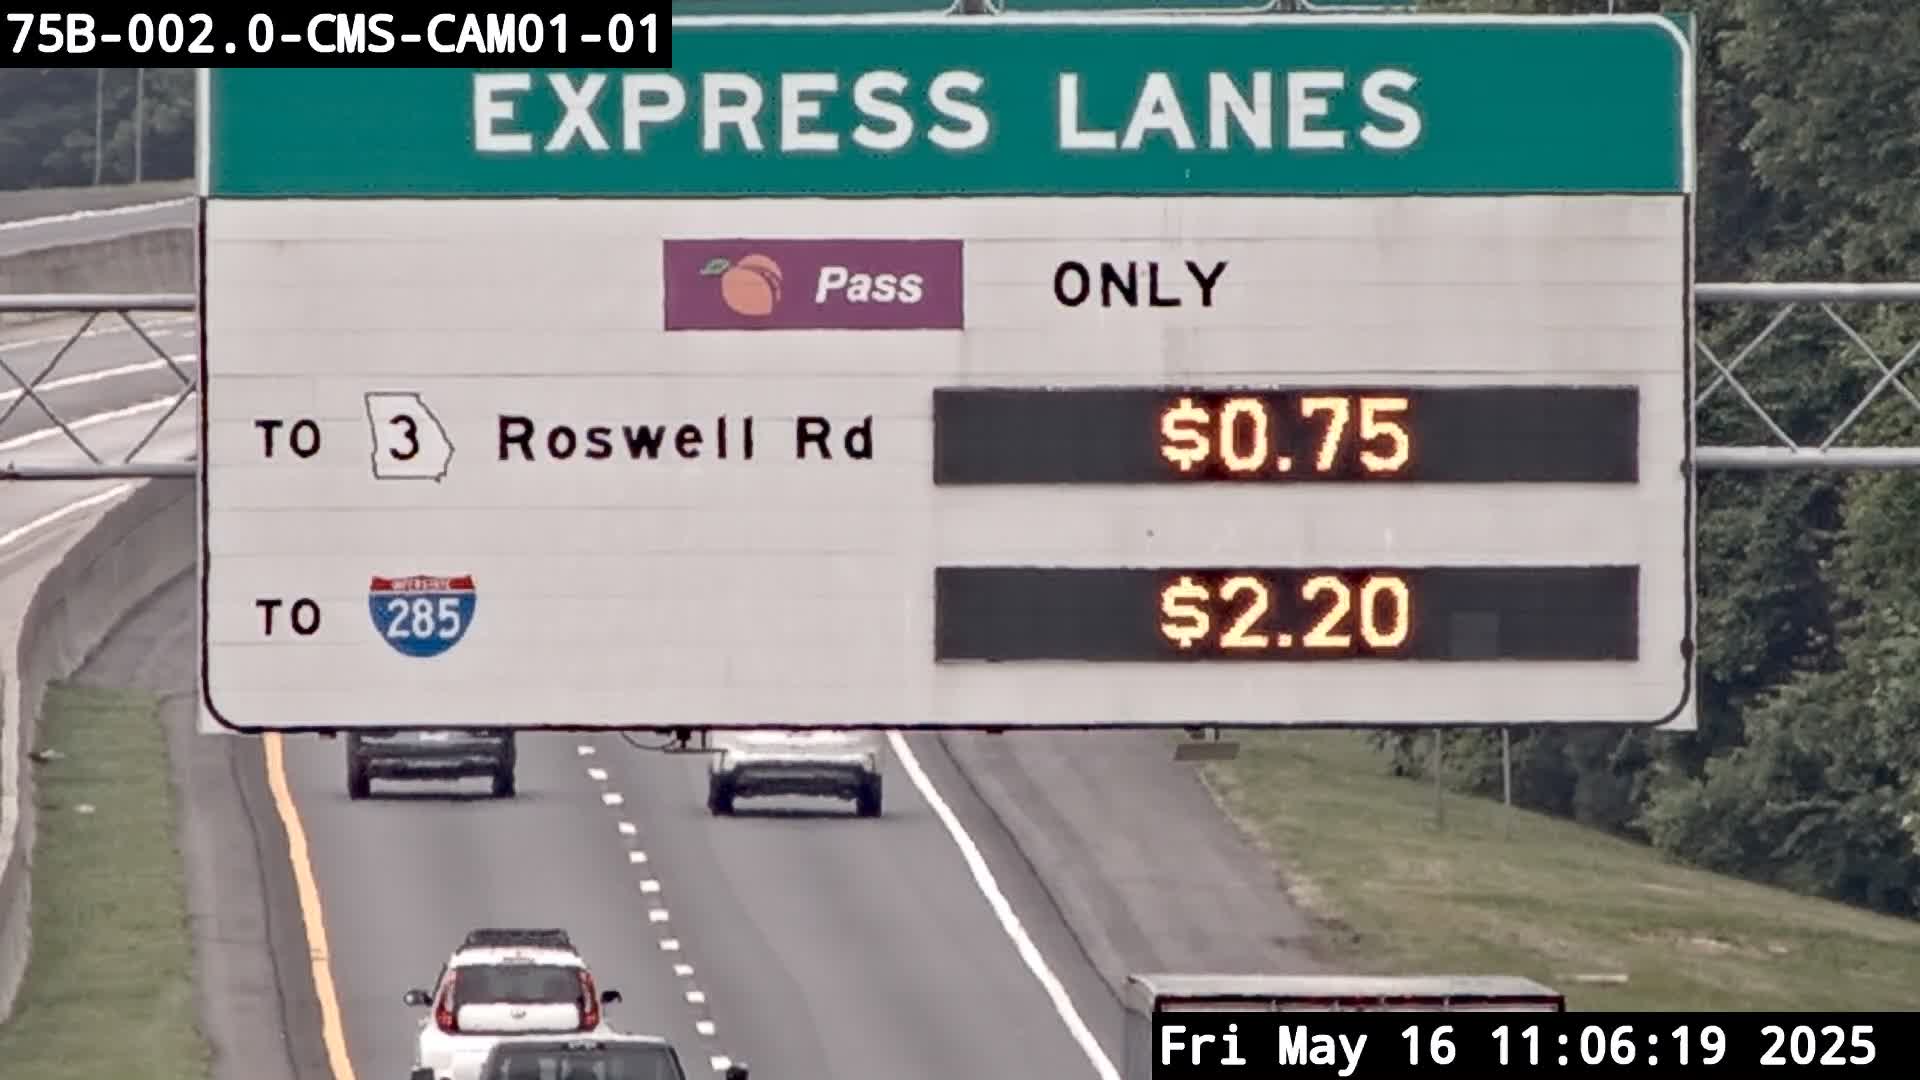 75B-002.0-CMS-CAM01-01
EXPRESS LANES
Pass ONLY
TO 3 Roswell Rd $0.75
TO INTERSTATE 285 $2.20
Fri May 16 11:06:19 2025